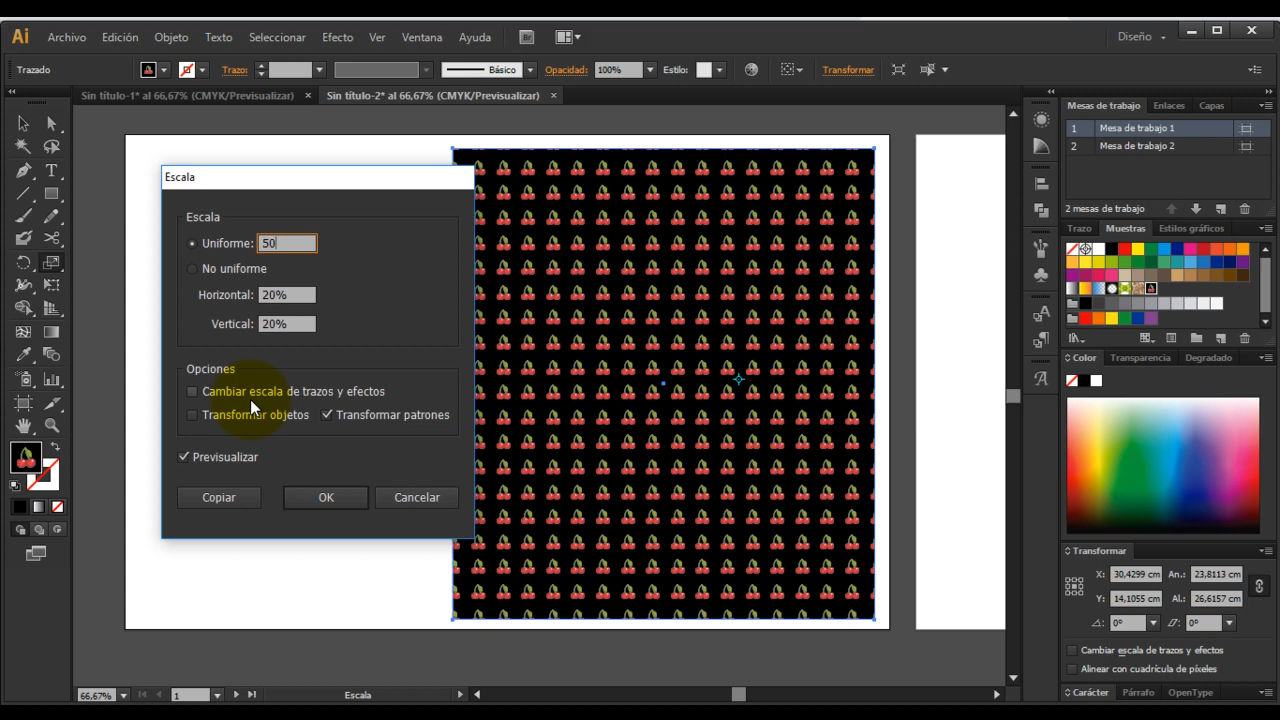 Ai Archivo Edición Objeto Texto Seleccionar Efecto Ver Ventana Ayuda Br Diseño
Trazado Trazo: Básico Opacidad: 100% Estilo: Transformar
Sin título-1* al 66,67% (CMYK/Previsualizar) × Sin título-2* al 66,67% (CMYK/Previsualizar) ×
Escala
Escala
Uniforme: 50
No uniforme
Horizontal: 20%
Vertical: 20%
Opciones
Cambiar escala de trazos y efectos
Transformar objetos Transformar patrones
Previsualizar
Copiar OK Cancelar
Mesas de trabajo Enlaces Capas
1 Mesa de trabajo 1
2 Mesa de trabajo 2
2 mesas de trabajo
Trazo Muestras Estilos gráficos
Color Transparencia Degradado
Transformar
X: 30,4299 cm An.: 23,8113 cm
Y: 14,1055 cm Al.: 26,6157 cm
0° 0°
Cambiar escala de trazos y efectos
Alinear con cuadrícula de píxeles
Carácter Párrafo OpenType
66,67% 1 Escala